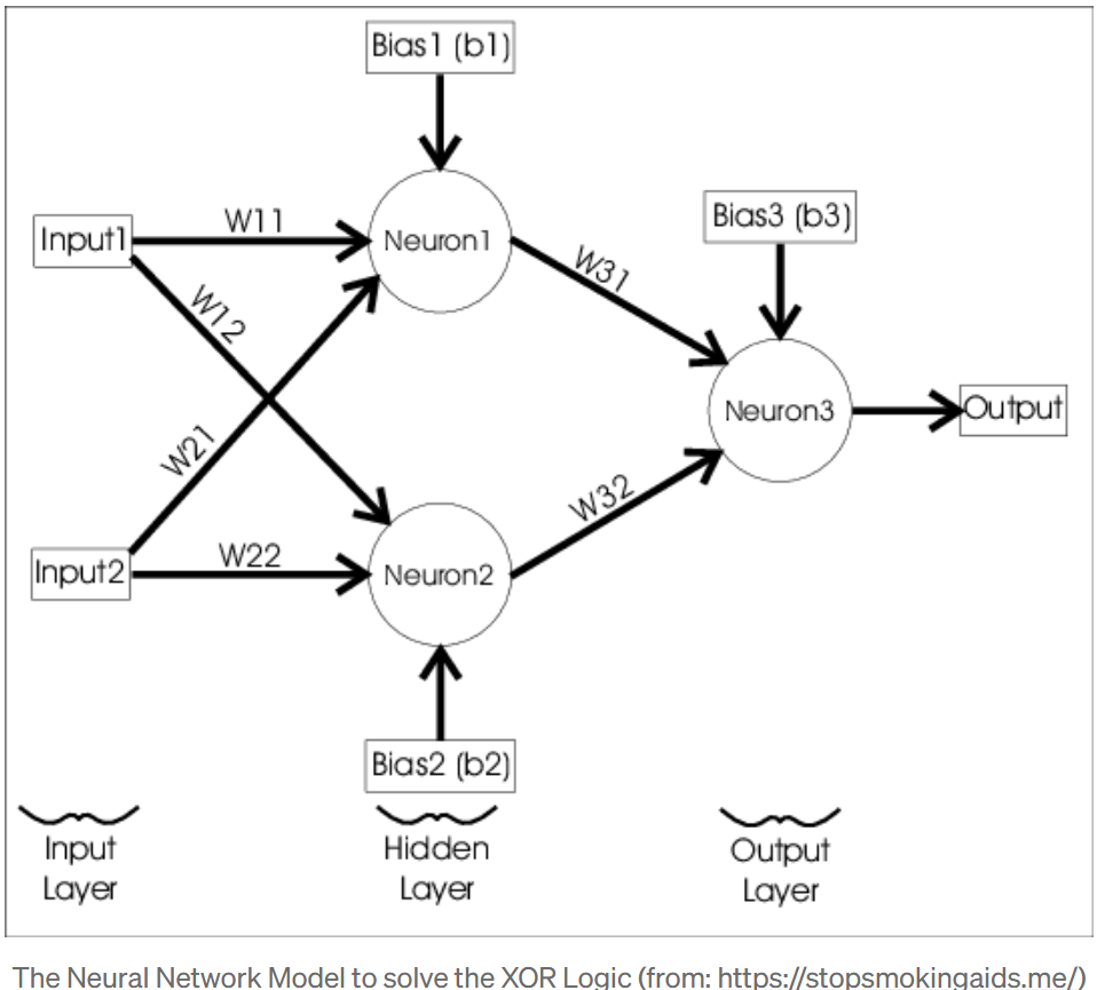 Bias1 (b1)
Input1
W11
Neuron1
W31
Bias3 (b3)
W12
Neuron3
Output
W21
Input2
W22
Neuron2
W32
Bias2 (b2)
Input
Layer
Hidden
Layer
Output
Layer
The Neural Network Model to solve the XOR Logic (from: https://stopsmokingaids.me/)